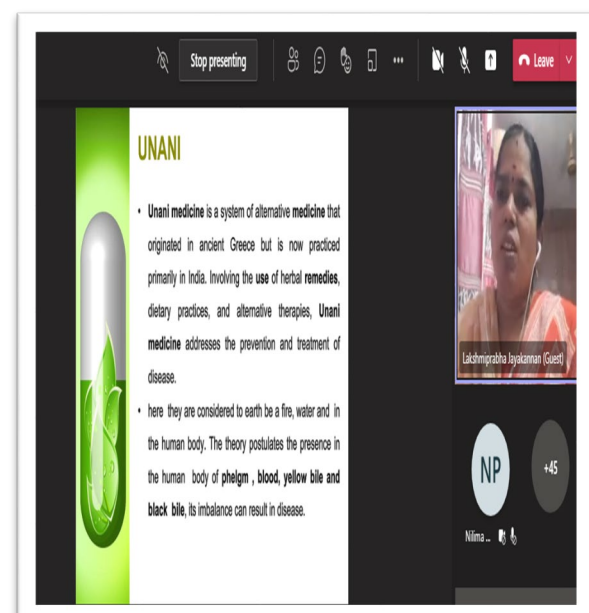 Stop presenting
Leave
UNANI
• Unani medicine is a system of alternative medicine that
originated in ancient Greece but is now practiced
primarily in India. Involving the use of herbal remedies,
dietary practices, and alternative therapies, Unani
medicine addresses the prevention and treatment of
disease.
• here they are considered to earth be a fire, water and in
the human body. The theory postulates the presence in
the human body of phelgm , blood, yellow bile and
black bile, its imbalance can result in disease.
Lakshmiprabha Jayakannan (Guest)
NP
+45
Nilima ...